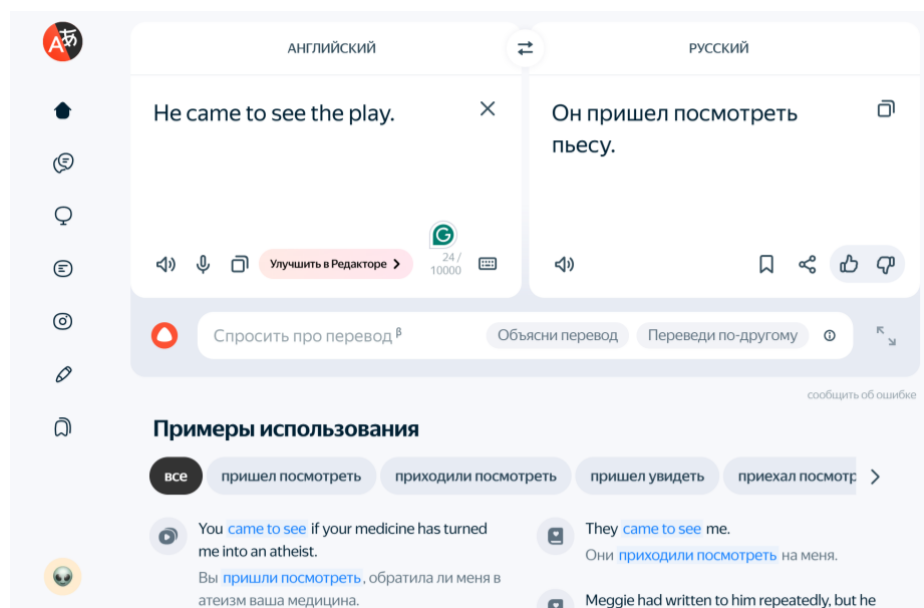 АНГЛИЙСКИЙ
РУССКИЙ
He came to see the play.
Он пришел посмотреть
пьесу.
Улучшить в Редакторе
24 /
10000
Спросить про перевод β
Объясни перевод
Переведи по-другому
сообщить об ошибке
Примеры использования
все
пришел посмотреть
приходили посмотреть
пришел увидеть
приехал посмотр
You came to see if your medicine has turned
me into an atheist.
Вы пришли посмотреть, обратила ли меня в
атеизм ваша медицина.
They came to see me.
Они приходили посмотреть на меня.
Meggie had written to him repeatedly, but he